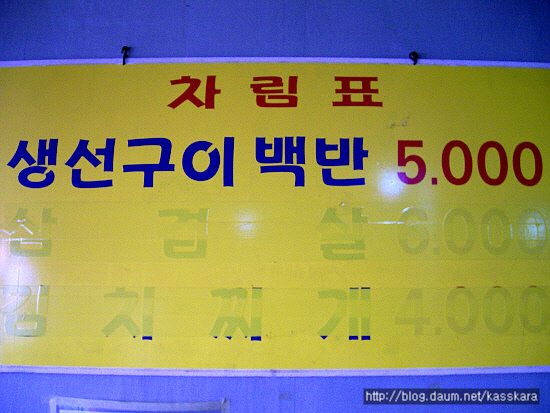 차림표
생선구이 백반 5.000
삼겹살 6.000
김치찌개 4.000
http://blog.daum.net/kasskara